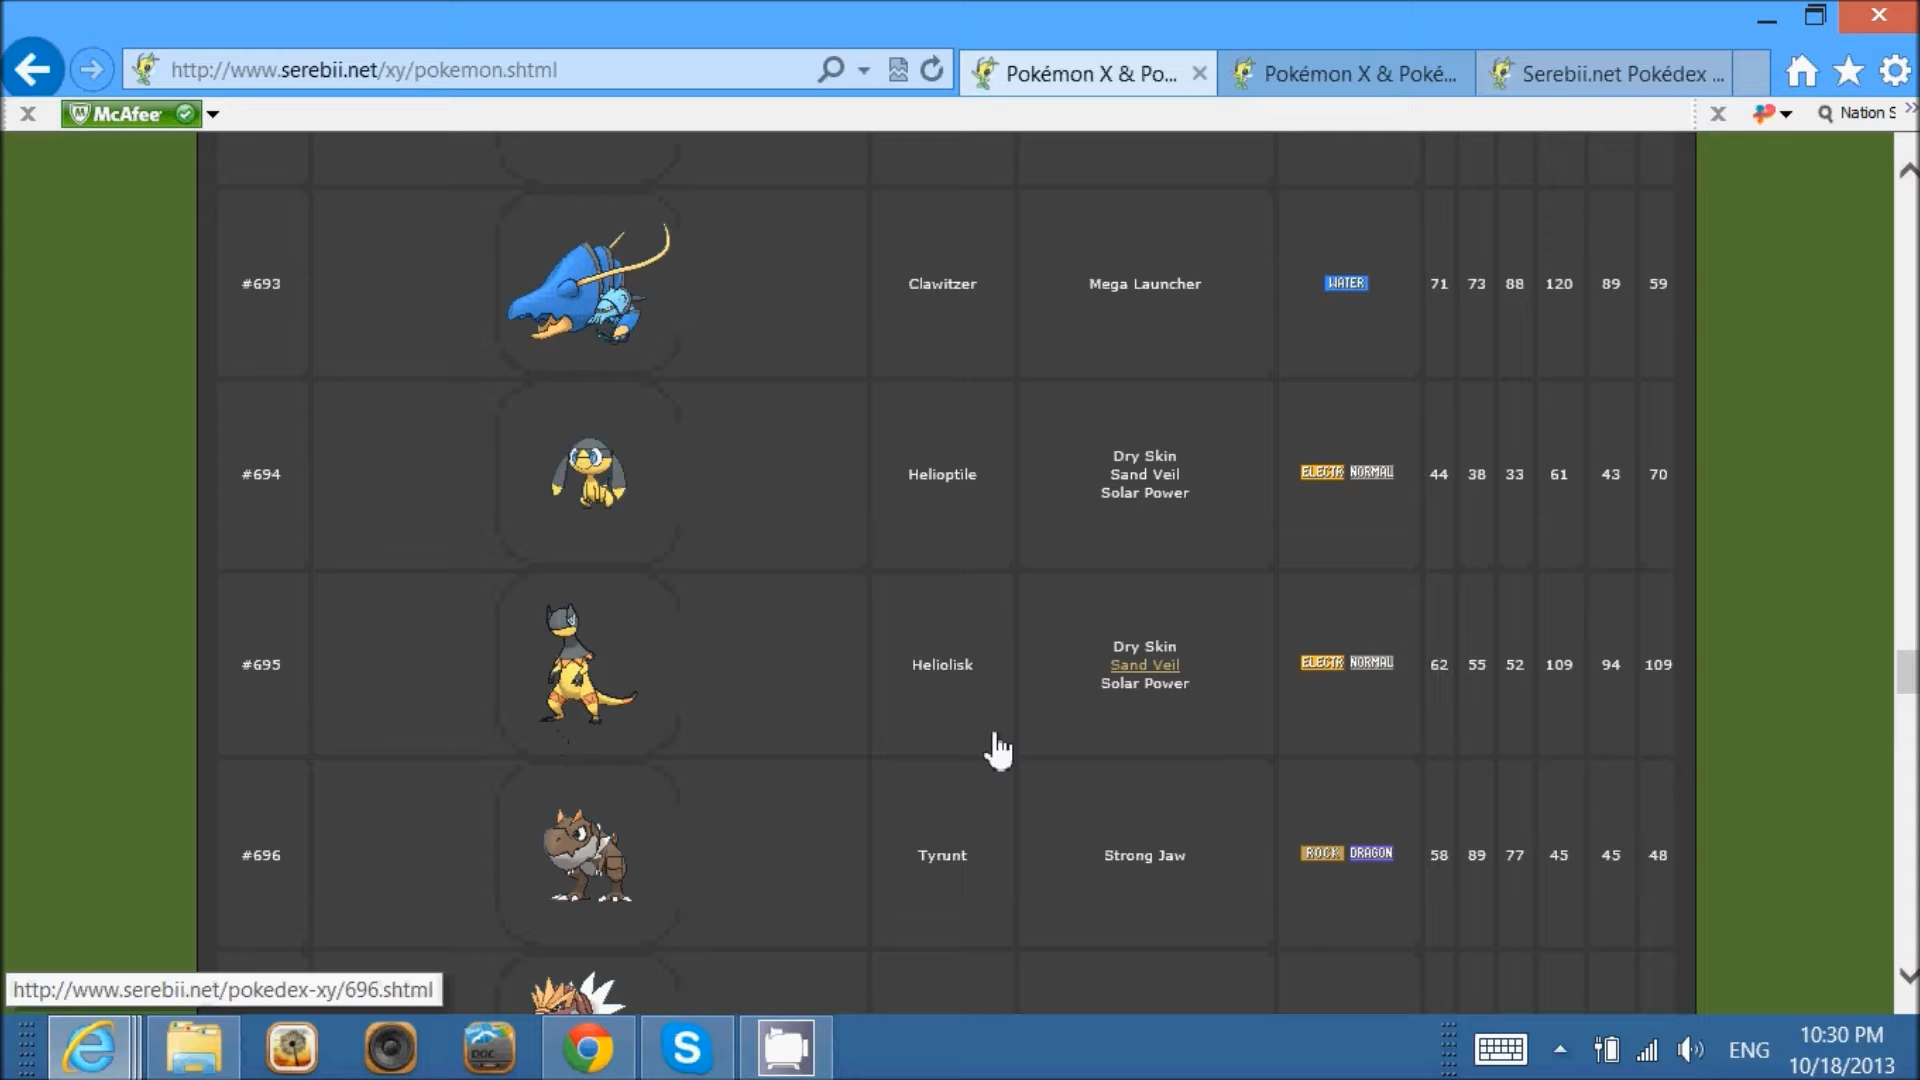 http://www.serebii.net/xy/pokemon.shtml
Pokémon X & Po...
Pokémon X & Poké...
Serebii.net Pokédex ...
McAfee
Nation S
#693 Clawitzer Mega Launcher WATER 71 73 88 120 89 59
#694 Helioptile Dry Skin
Sand Veil
Solar Power ELECTR NORMAL 44 38 33 61 43 70
#695 Heliolisk Dry Skin
Sand Veil
Solar Power ELECTR NORMAL 62 55 52 109 94 109
#696 Tyrunt Strong Jaw ROCK DRAGON 58 89 77 45 45 48
http://www.serebii.net/pokedex-xy/696.shtml
DOC
ENG
10:30 PM
10/18/2013